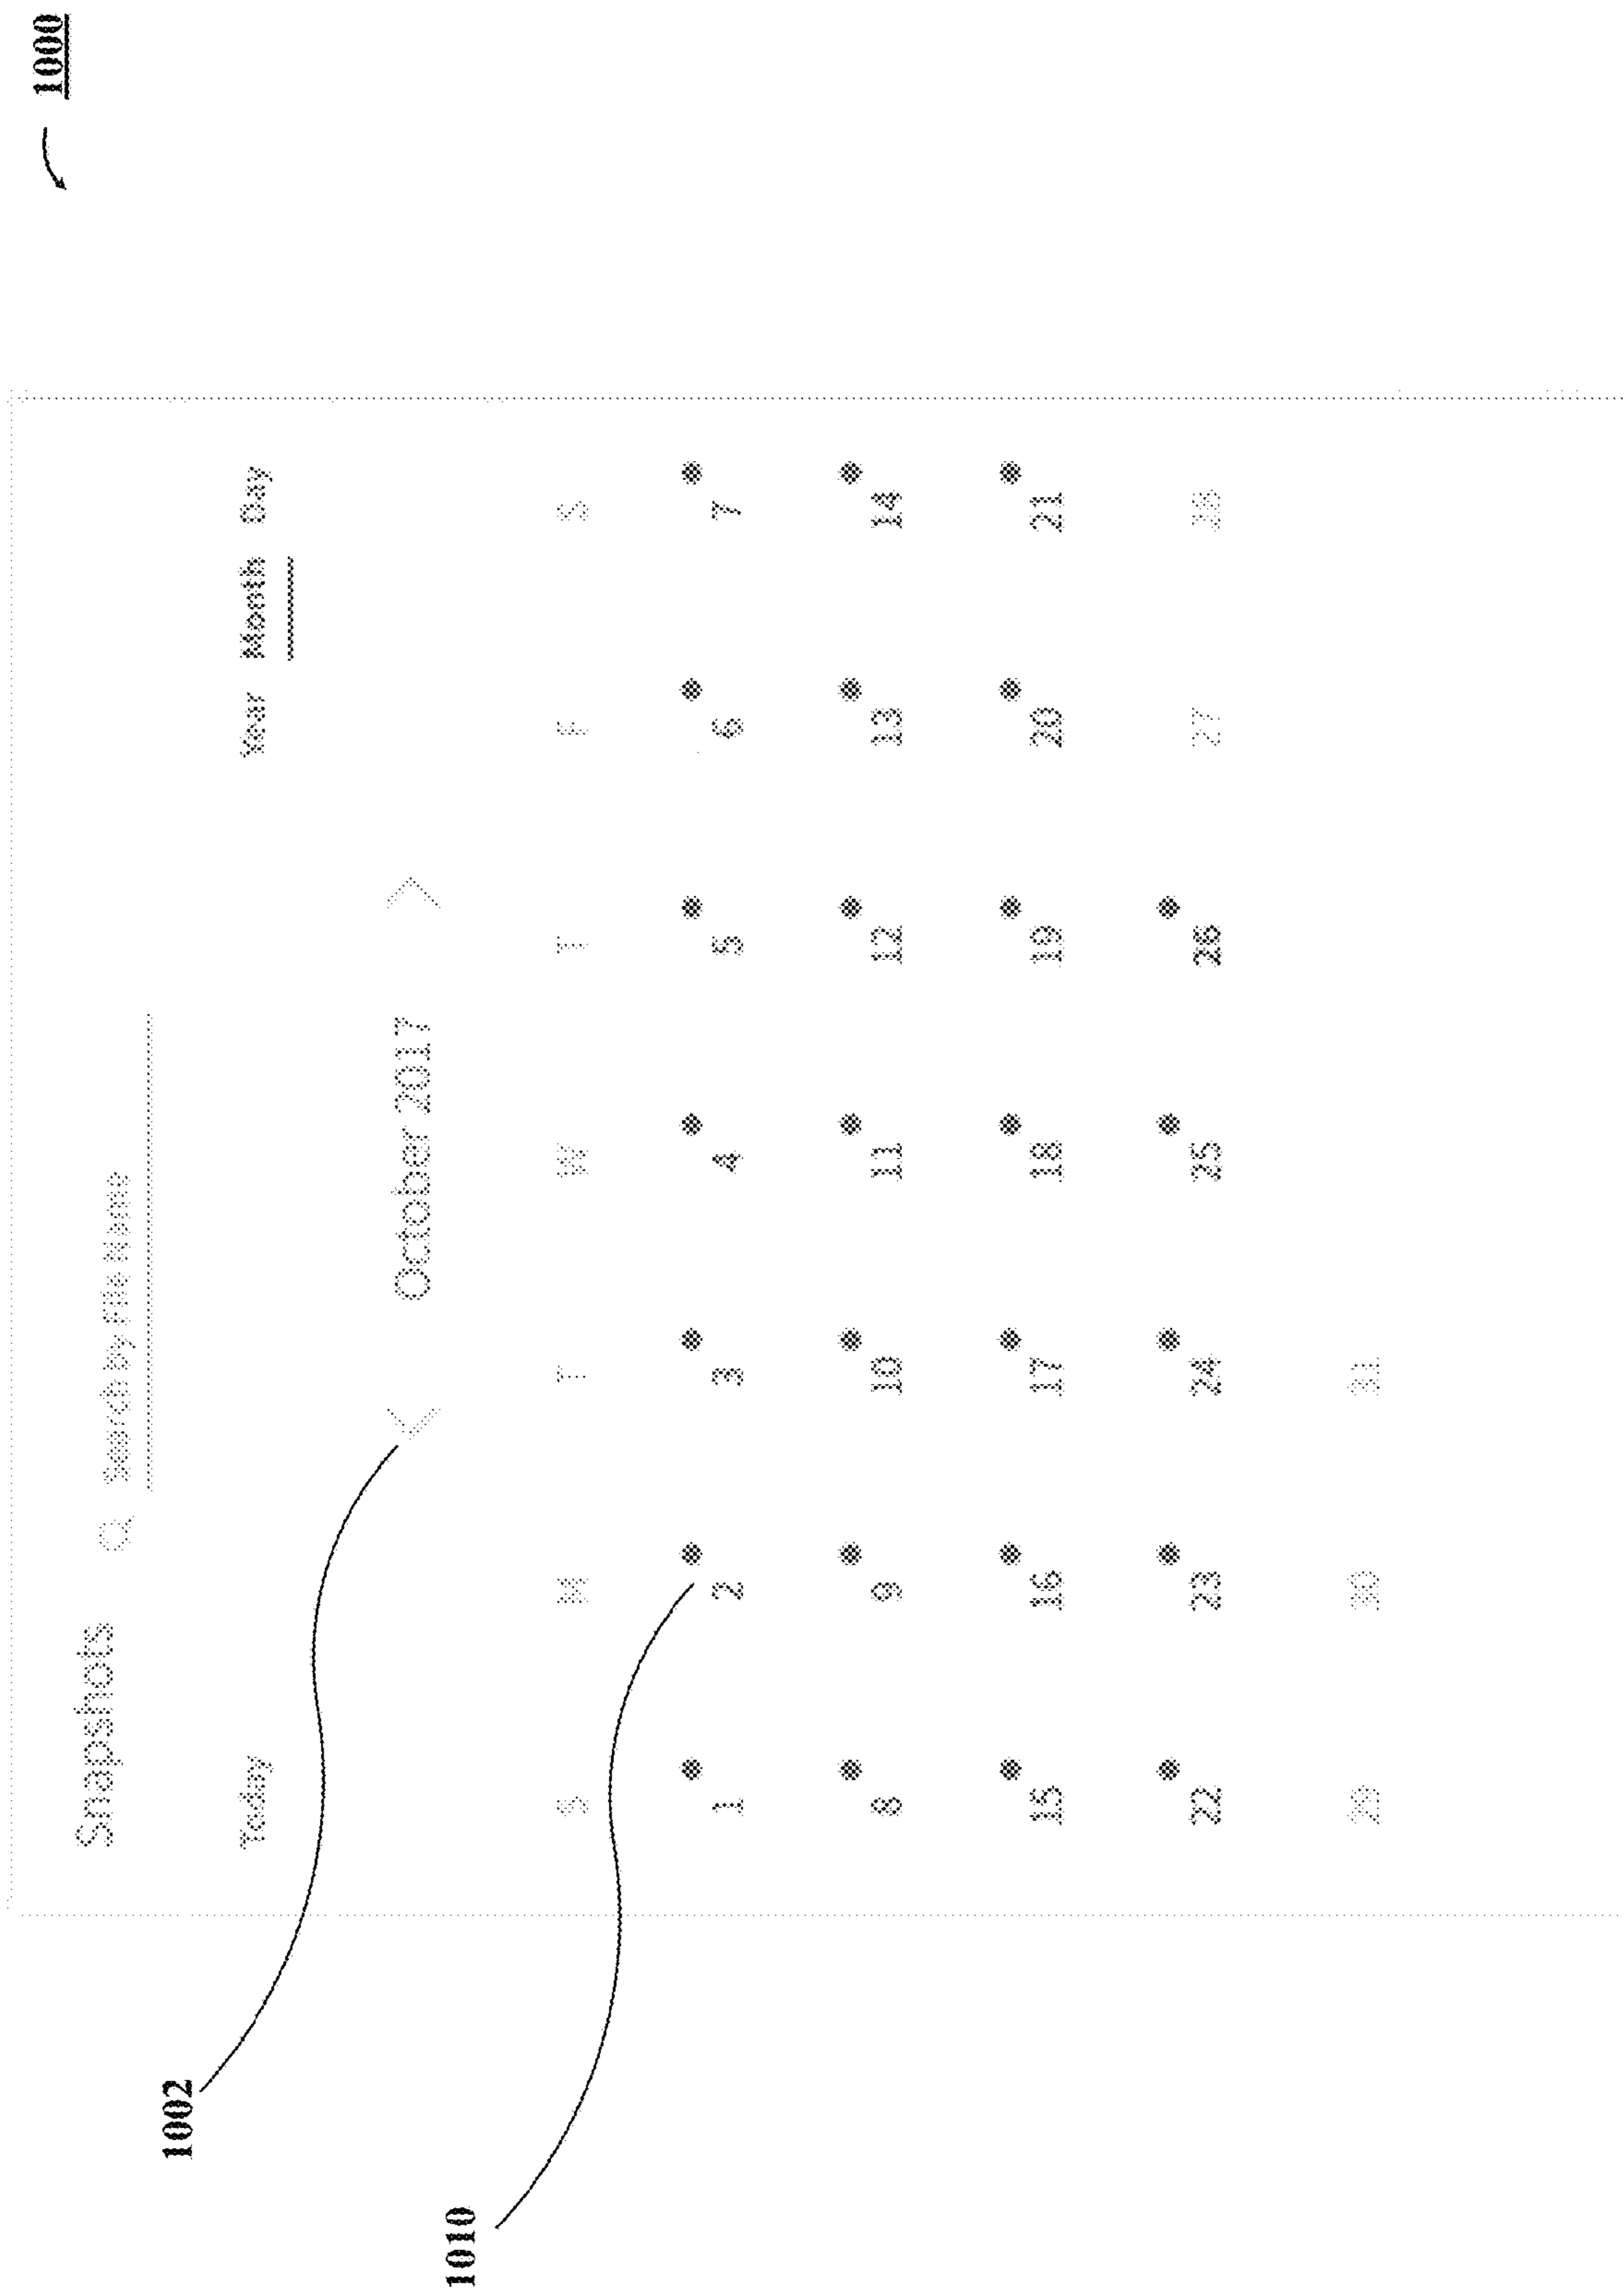 1000
Snapshots Search by File Name
Today Year Month Day
October 2017
S M T W T F S
1 2 3 4 5 6 7
8 9 10 11 12 13 14
15 16 17 18 19 20 21
22 23 24 25 26 27 28
29 30 31
1002
1010